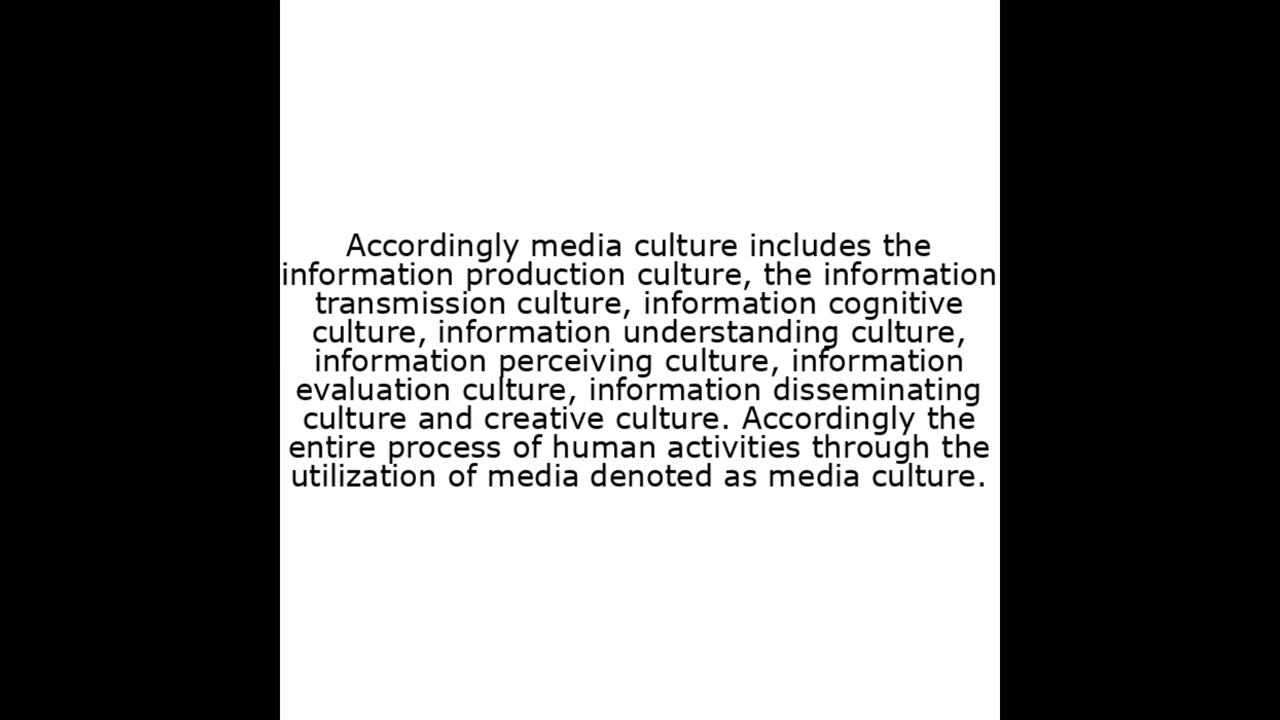 Accordingly media culture includes the
information production culture, the information
transmission culture, information cognitive
culture, information understanding culture,
information perceiving culture, information
evaluation culture, information disseminating
culture and creative culture. Accordingly the
entire process of human activities through the
utilization of media denoted as media culture.